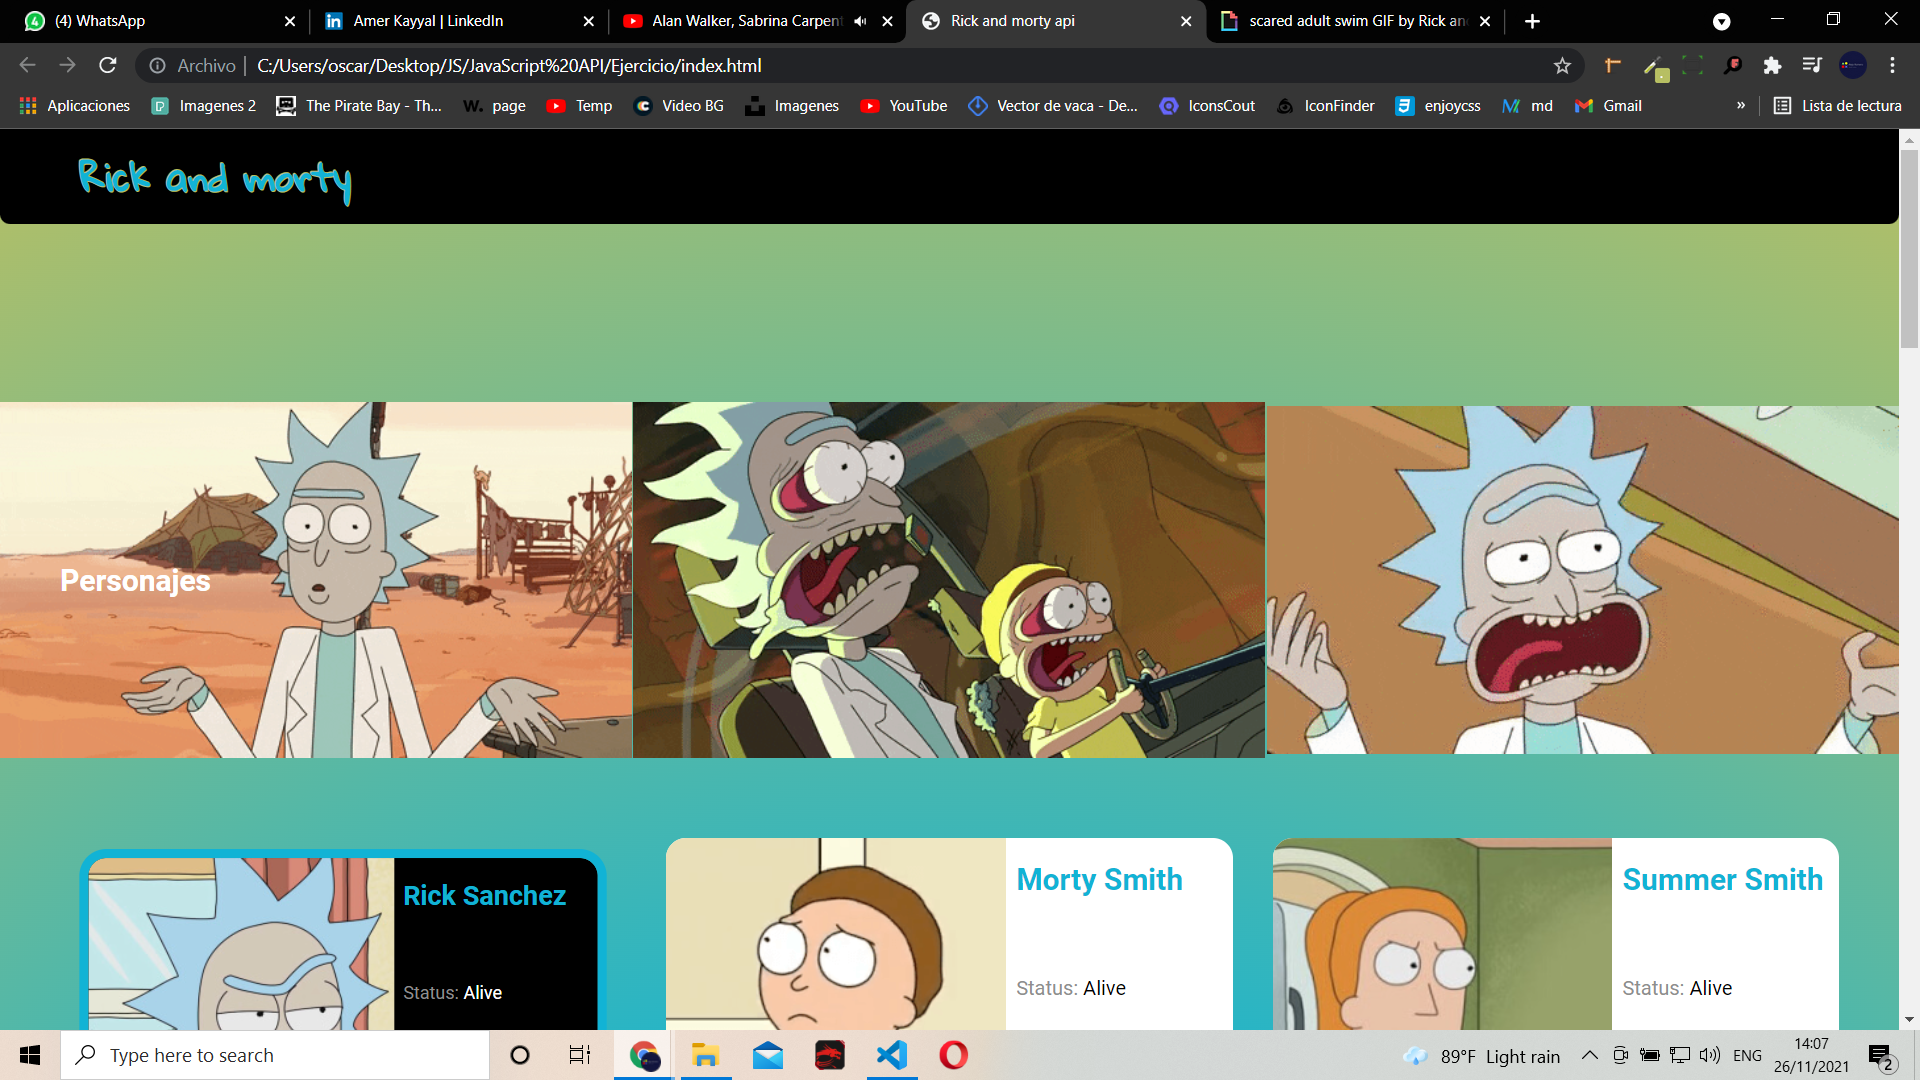 (4) WhatsApp
Amer Kayyal | LinkedIn
Alan Walker, Sabrina Carpent
Rick and morty api
scared adult swim GIF by Rick an
Archivo | C:/Users/oscar/Desktop/JS/JavaScript%20API/Ejercicio/index.html
Aplicaciones
Imagenes 2
The Pirate Bay - Th...
W. page
Temp
Video BG
Imagenes
YouTube
Vector de vaca - De...
IconsCout
IconFinder
enjoycss
md
Gmail
»
Lista de lectura
Rick and morty
Personajes
Rick Sanchez
Status: Alive
Morty Smith
Status: Alive
Summer Smith
Status: Alive
Type here to search
89°F Light rain
ENG
14:07
26/11/2021
2